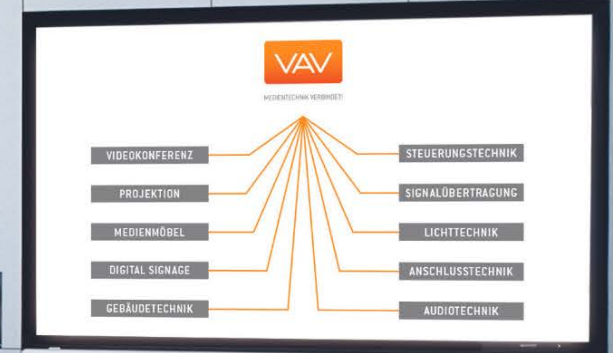 VAV
MEDIENTECHNIK VERBINDET!
VIDEOKONFERENZ
PROJEKTION
MEDIENMÖBEL
DIGITAL SIGNAGE
GEBÄUDETECHNIK
STEUERUNGSTECHNIK
SIGNALÜBERTRAGUNG
LICHTTECHNIK
ANSCHLUSSTECHNIK
AUDIOTECHNIK